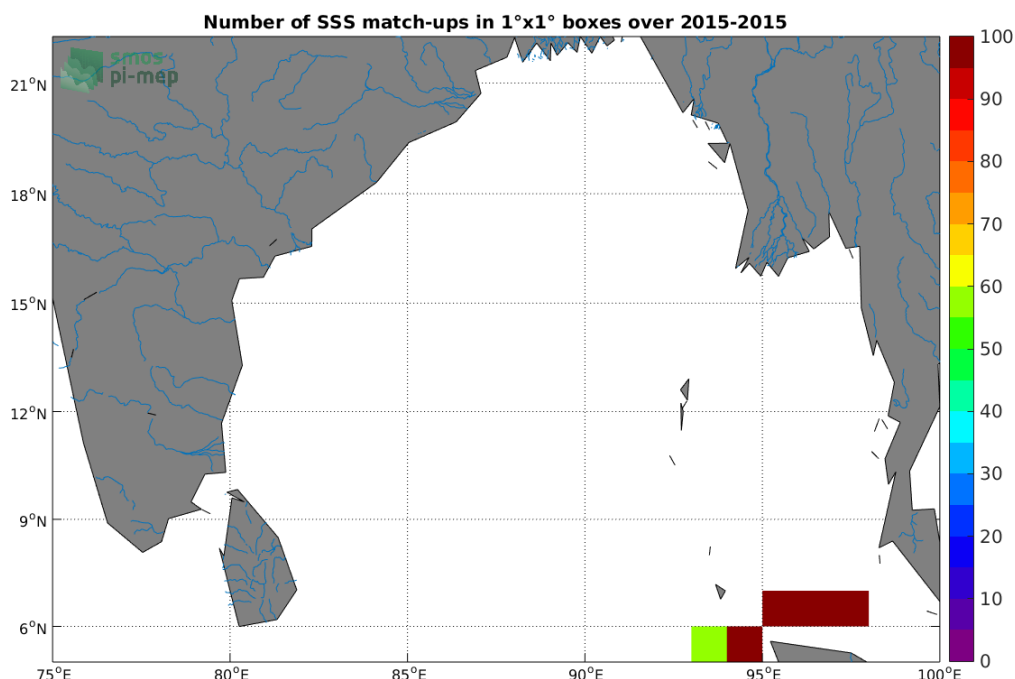 Number of SSS match-ups in 1°x1° boxes over 2015-2015
smos
pi-mep
21°N
18°N
15°N
12°N
9°N
6°N
75°E
80°E
85°E
90°E
95°E
100°E
100
90
80
70
60
50
40
30
20
10
0